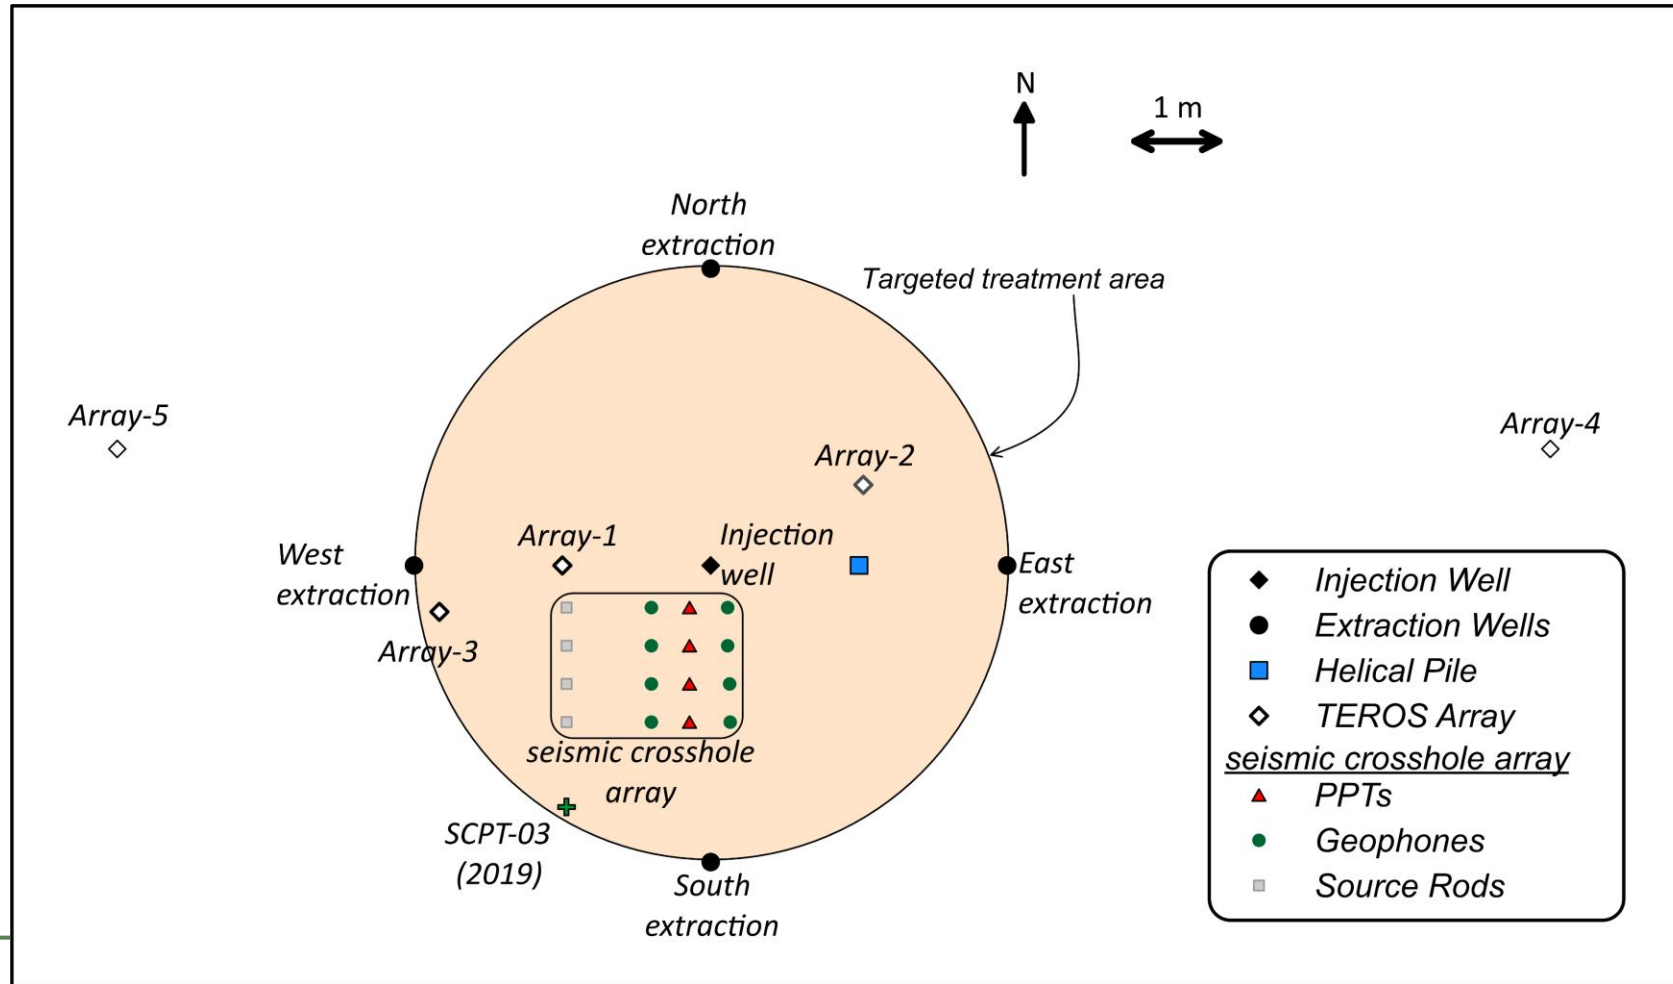 N
1 m
North
extraction
Targeted treatment area
Array-5
Array-4
Array-2
Array-1
Injection
well
West
extraction
East
extraction
Array-3
seismic crosshole
array
SCPT-03
(2019)
South
extraction
Injection Well
Extraction Wells
Helical Pile
TEROS Array
seismic crosshole array
PPTs
Geophones
Source Rods